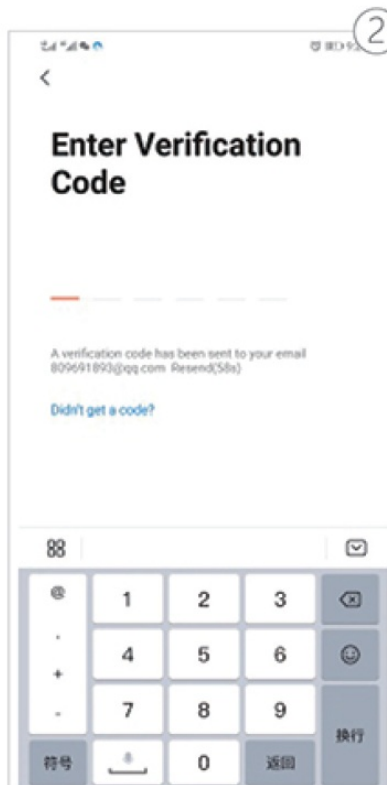 ②
Enter Verification
Code
A verification code has been sent to your email
809691893@qq.com Resend(58s)
Didn't get a code?
@ 1 2 3
. 4 5 6
+
- 7 8 9
换行
符号 0 返回